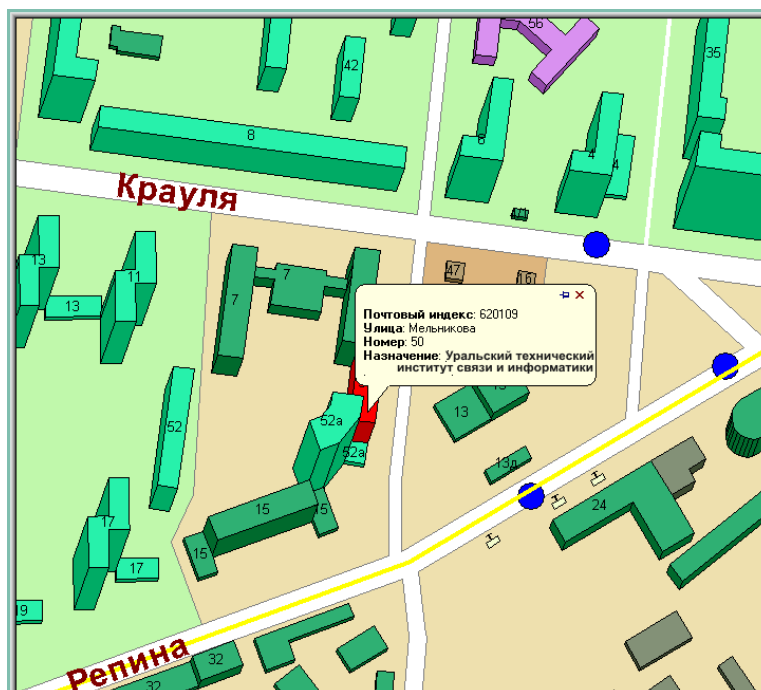 56
35
42
8
6
4
4
Крауля
47
16
13
11
7
7
13
Почтовый индекс: 620109
Улица: Мельникова
Номер: 50
Назначение: Уральский технический
институт связи и информатики
52
52а
52а
13
13
13д
15
15
15
24
17
17
19
Репина
32
32